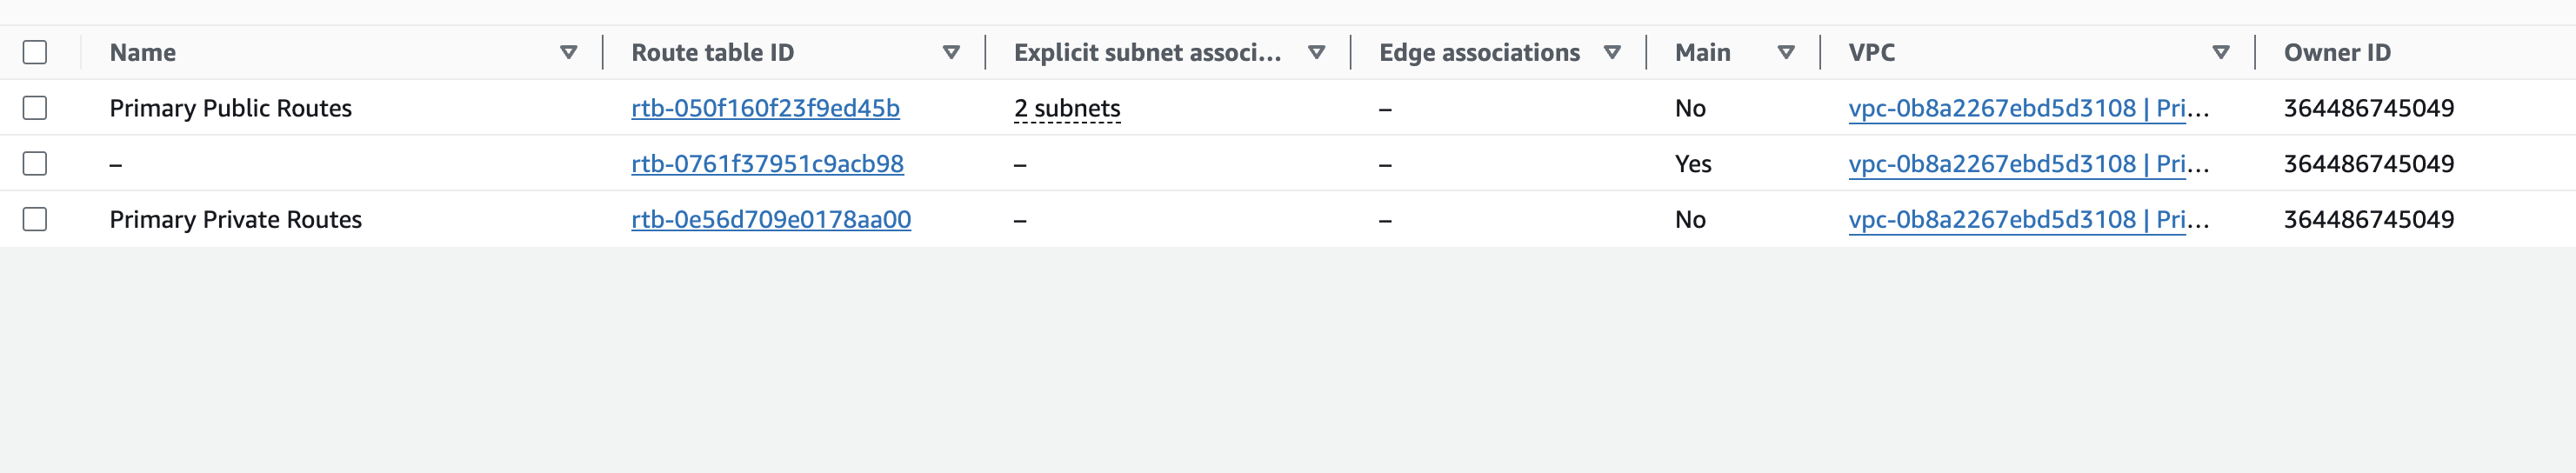 Name Route table ID Explicit subnet associ... Edge associations Main VPC Owner ID
Primary Public Routes rtb-050f160f23f9ed45b 2 subnets – No vpc-0b8a2267ebd5d3108 | Pri... 364486745049
– rtb-0761f37951c9acb98 – – Yes vpc-0b8a2267ebd5d3108 | Pri... 364486745049
Primary Private Routes rtb-0e56d709e0178aa00 – – No vpc-0b8a2267ebd5d3108 | Pri... 364486745049